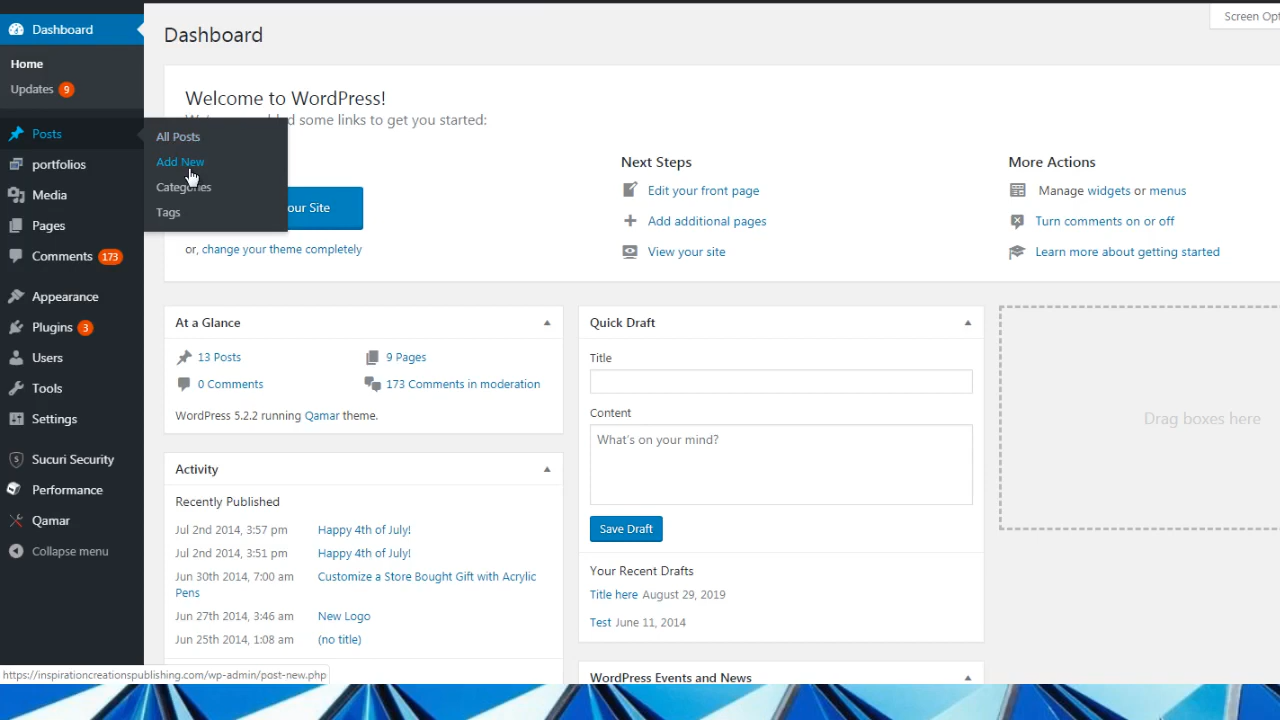 Dashboard
Home
Updates 9
Posts
portfolios
Media
Pages
Comments 173
Appearance
Plugins 3
Users
Tools
Settings
Sucuri Security
Performance
Qamar
Collapse menu
All Posts
Add New
Categories
Tags
Screen Opt
Dashboard
Welcome to WordPress!
some links to get you started:
our Site
or, change your theme completely
Next Steps
Edit your front page
Add additional pages
View your site
More Actions
Manage widgets or menus
Turn comments on or off
Learn more about getting started
At a Glance
13 Posts
9 Pages
0 Comments
173 Comments in moderation
WordPress 5.2.2 running Qamar theme.
Activity
Recently Published
Jul 2nd 2014, 3:57 pm Happy 4th of July!
Jul 2nd 2014, 3:51 pm Happy 4th of July!
Jun 30th 2014, 7:00 am Customize a Store Bought Gift with Acrylic
Pens
Jun 27th 2014, 3:46 am New Logo
Jun 25th 2014, 1:08 am (no title)
Quick Draft
Title
Content
What's on your mind?
Save Draft
Your Recent Drafts
Title here August 29, 2019
Test June 11, 2014
WordPress Events and News
Drag boxes here
https://inspirationcreationspublishing.com/wp-admin/post-new.php